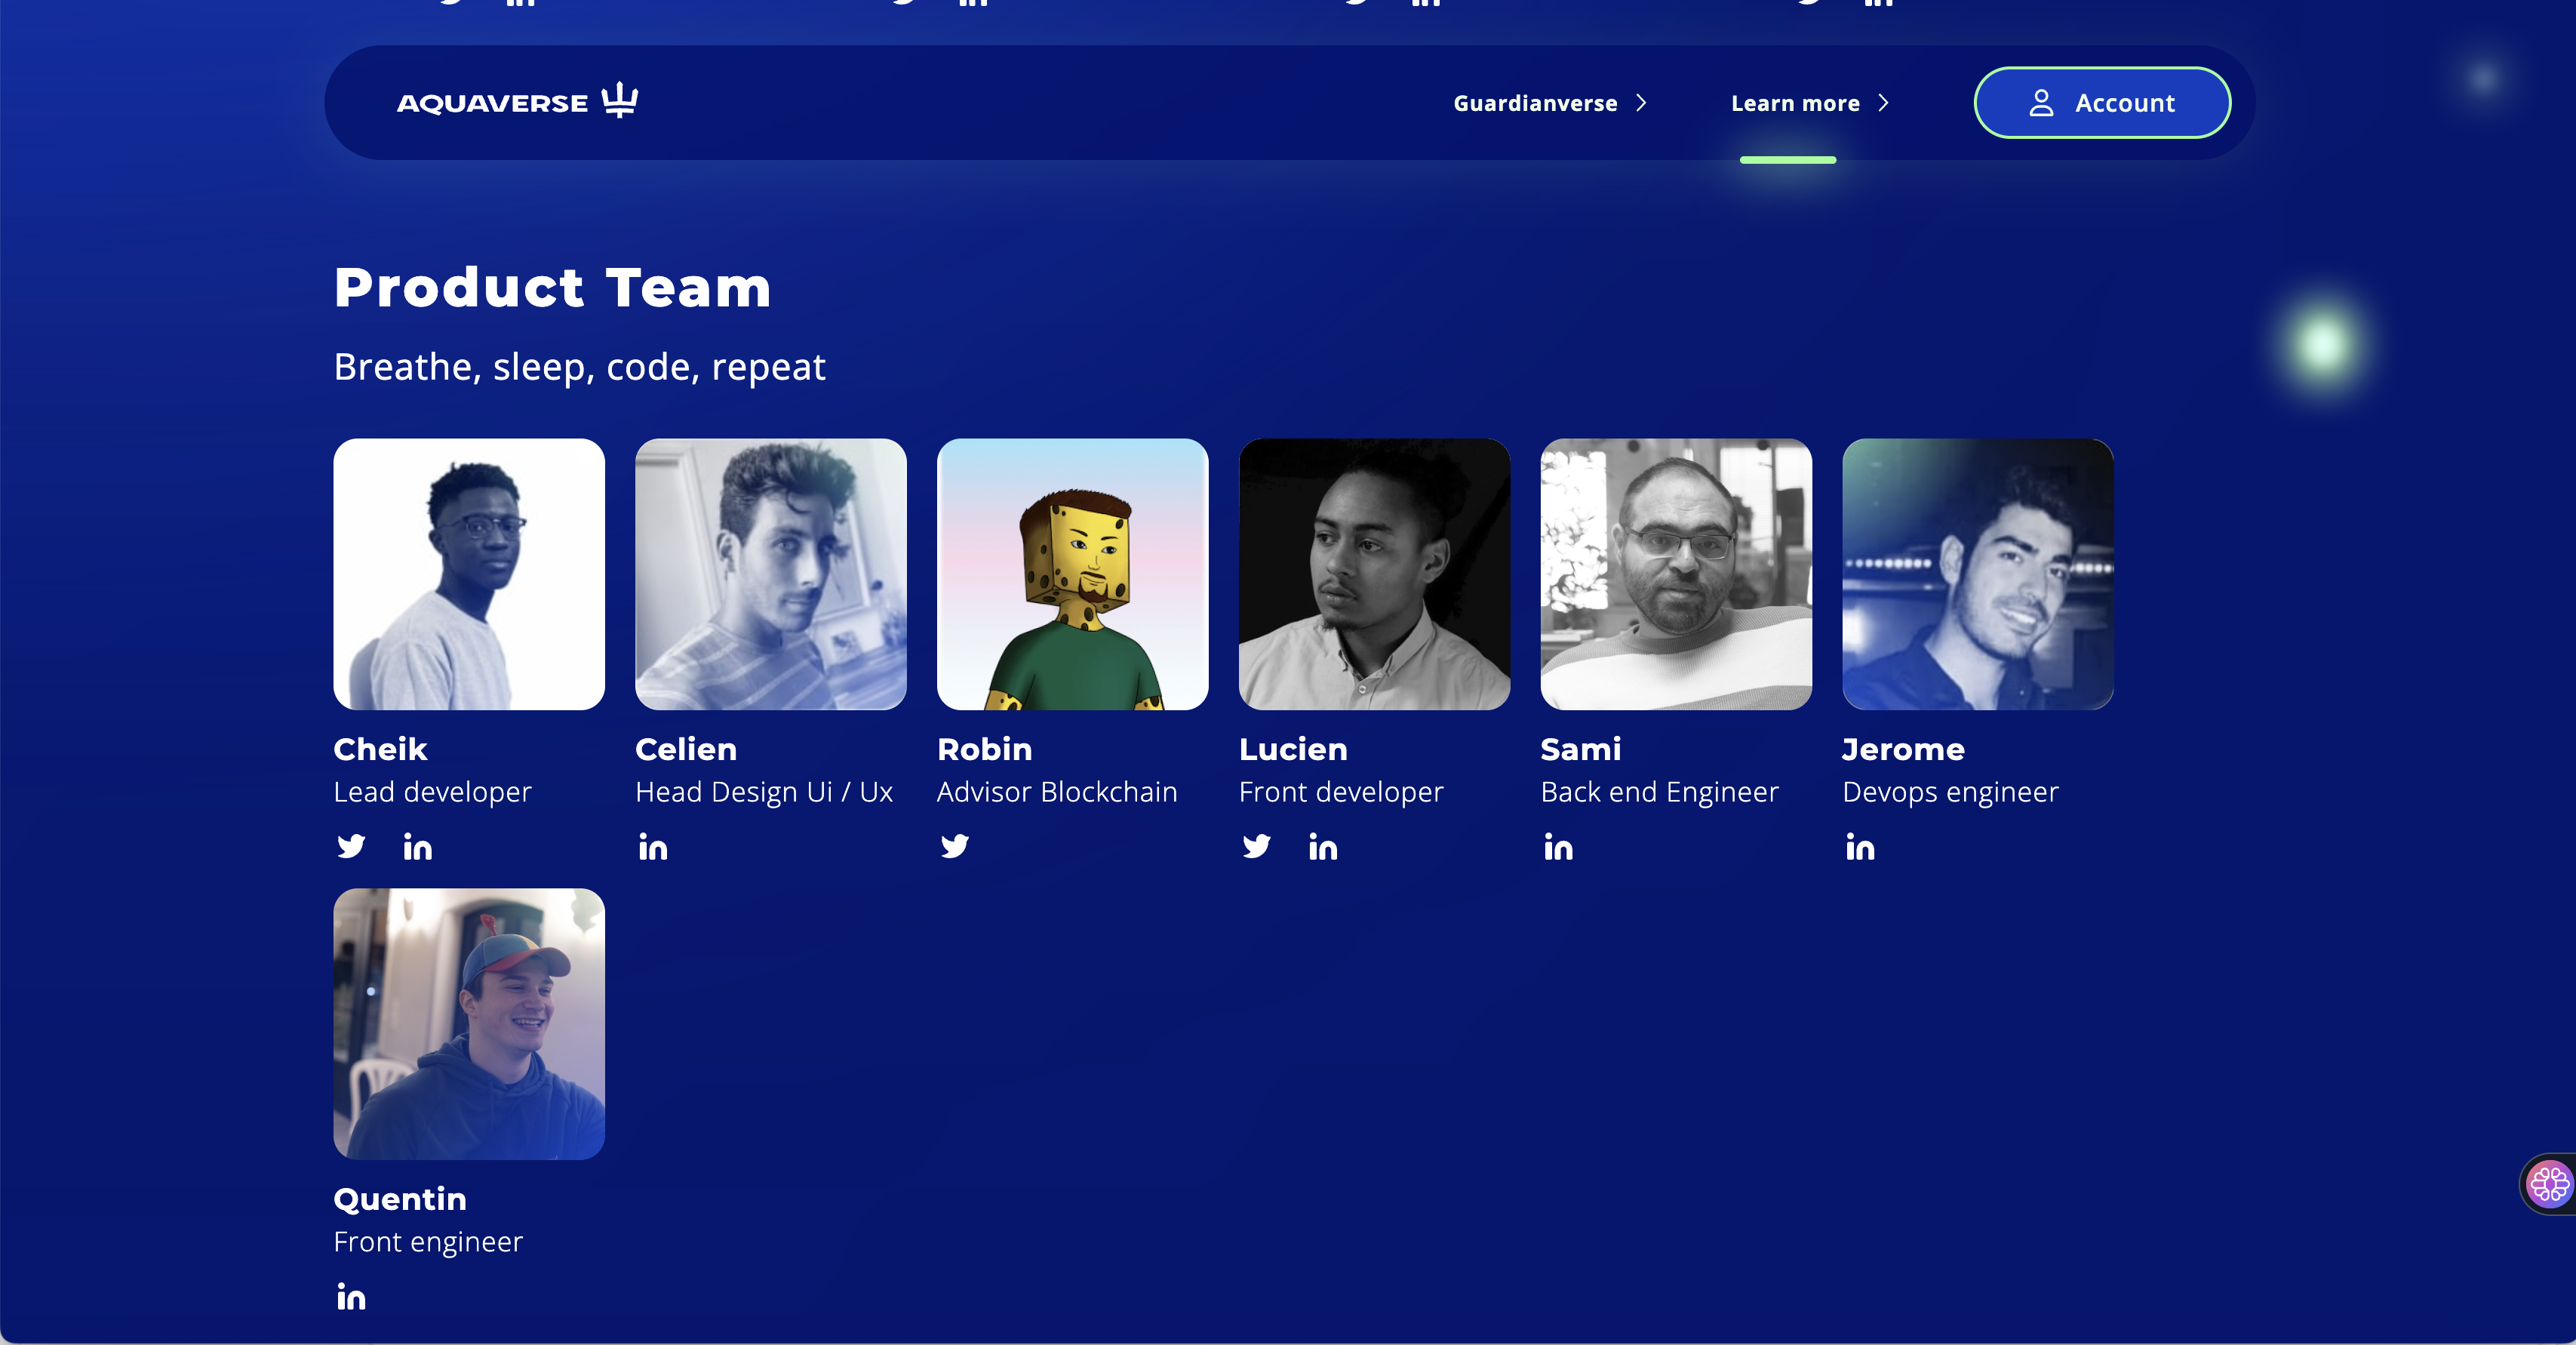 AQUAVERSE
Guardianverse
Learn more
Account
Product Team
Breathe, sleep, code, repeat
Cheik
Lead developer
Celien
Head Design Ui / Ux
Robin
Advisor Blockchain
Lucien
Front developer
Sami
Back end Engineer
Jerome
Devops engineer
Quentin
Front engineer